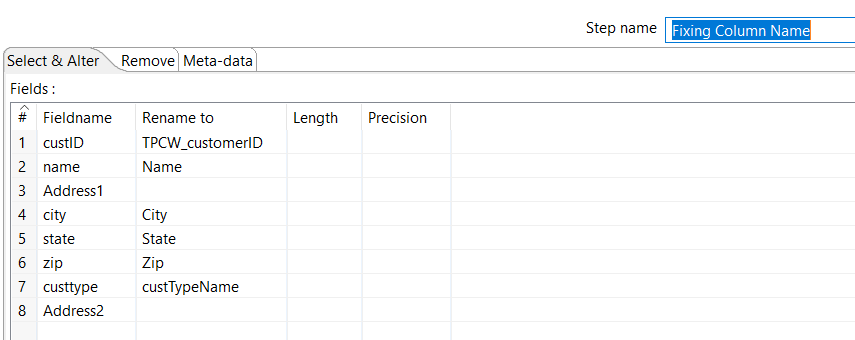 Step name Fixing Column Name
Select & Alter Remove Meta-data
Fields :
# Fieldname Rename to Length Precision
1 custID TPCW_customerID
2 name Name
3 Address1
4 city City
5 state State
6 zip Zip
7 custtype custTypeName
8 Address2